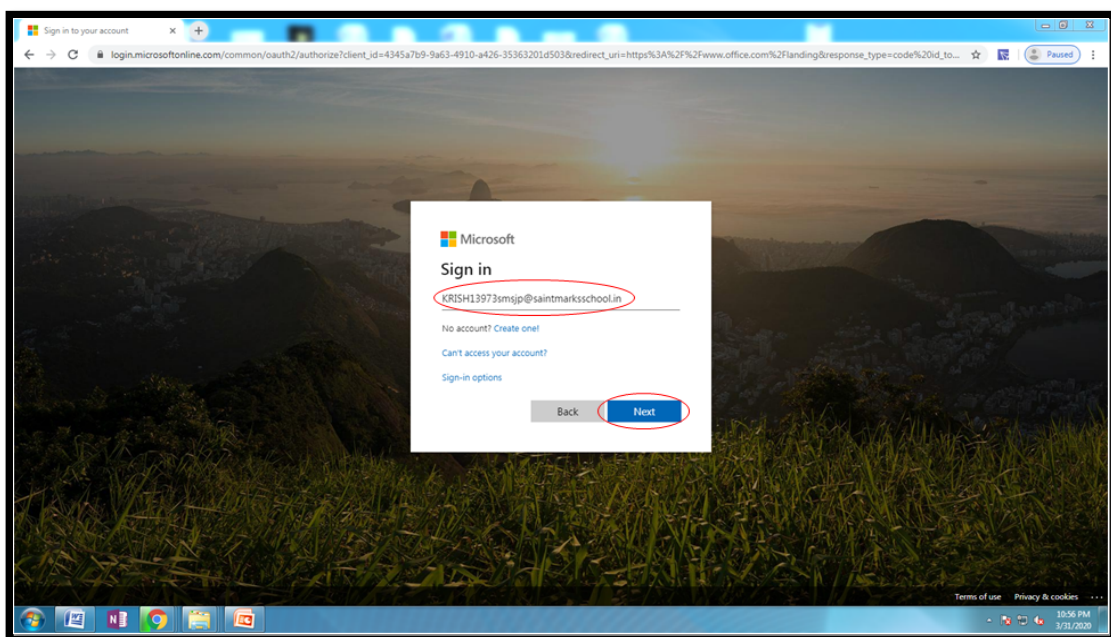 Sign in to your account
login.microsoftonline.com/common/oauth2/authorize?client_id=4345a7b9-9a63-4910-a426-35363201d503&redirect_uri=https%3A%2F%2Fwww.office.com%2Flanding&response_type=code%20id_to...
Paused
Microsoft
Sign in
KRISH13973smsjp@saintmarksschool.in
No account? Create one!
Can't access your account?
Sign-in options
Back Next
Terms of use Privacy & cookies ...
10:56 PM
3/31/2020